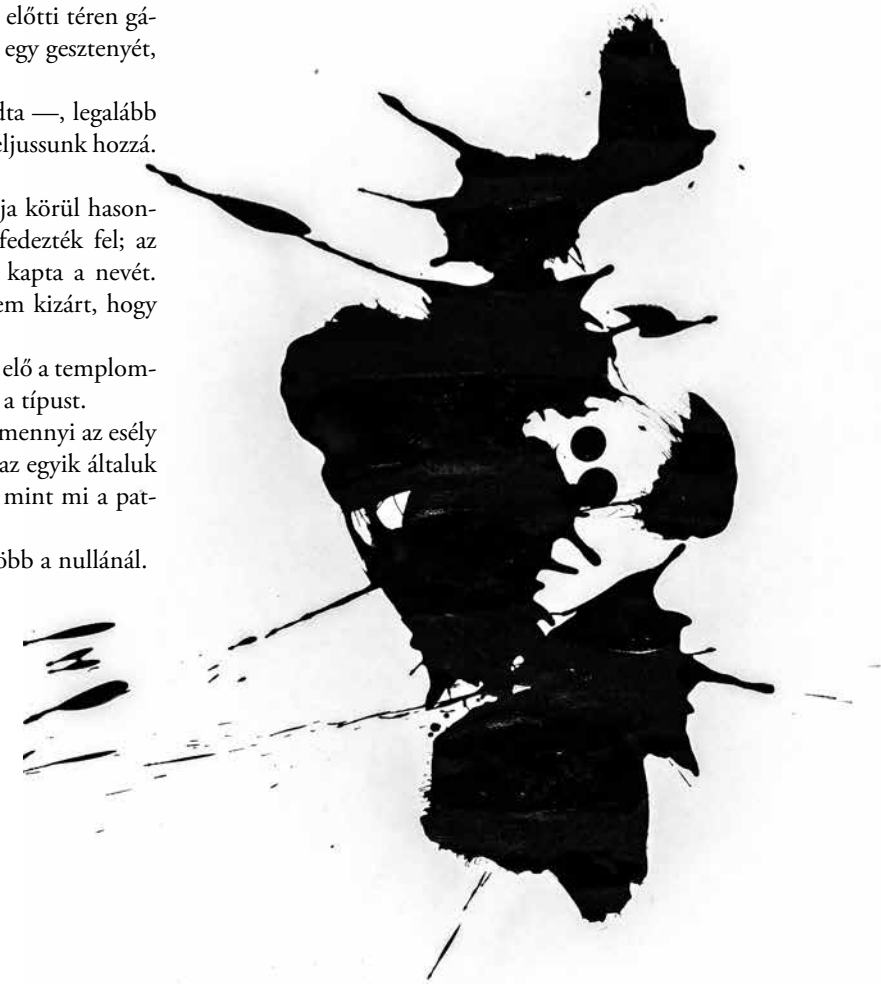 előtti téren gá-
egy gesztenyét,
dta —, legalább
eljussunk hozzá.
ja körül hason-
fedezték fel; az
kapta a nevét.
em kizárt, hogy
elő a templom-
a típust.
mennyi az esély
az egyik általuk
mint mi a pat-
öbb a nullánál.